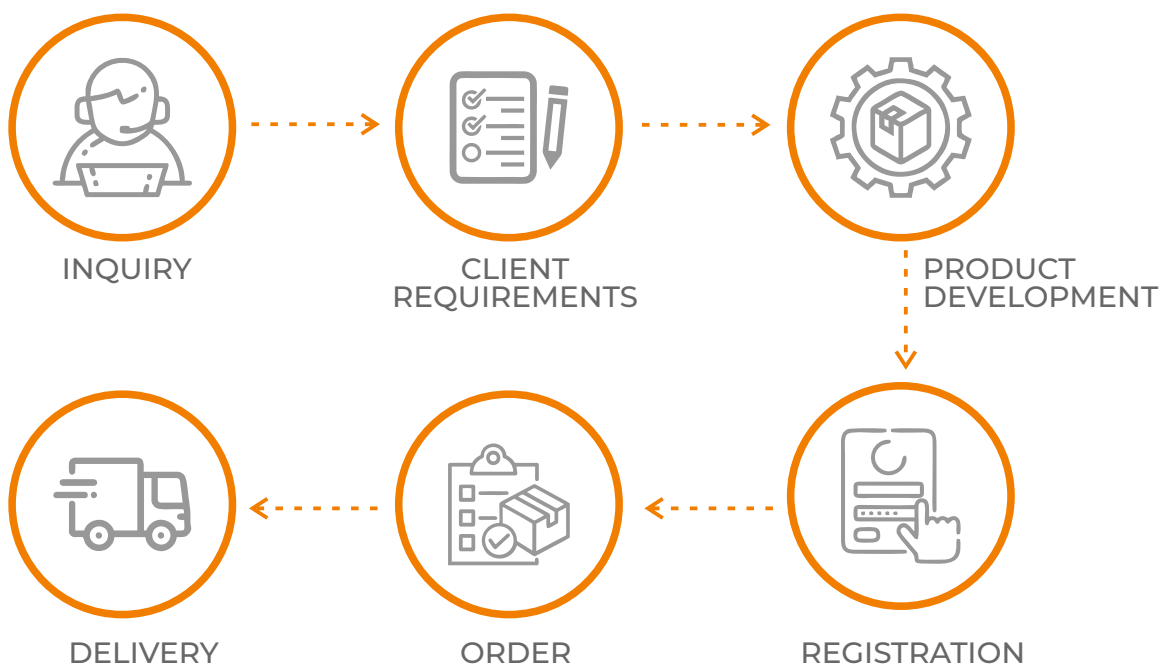 INQUIRY
CLIENT
REQUIREMENTS
PRODUCT
DEVELOPMENT
DELIVERY
ORDER
REGISTRATION